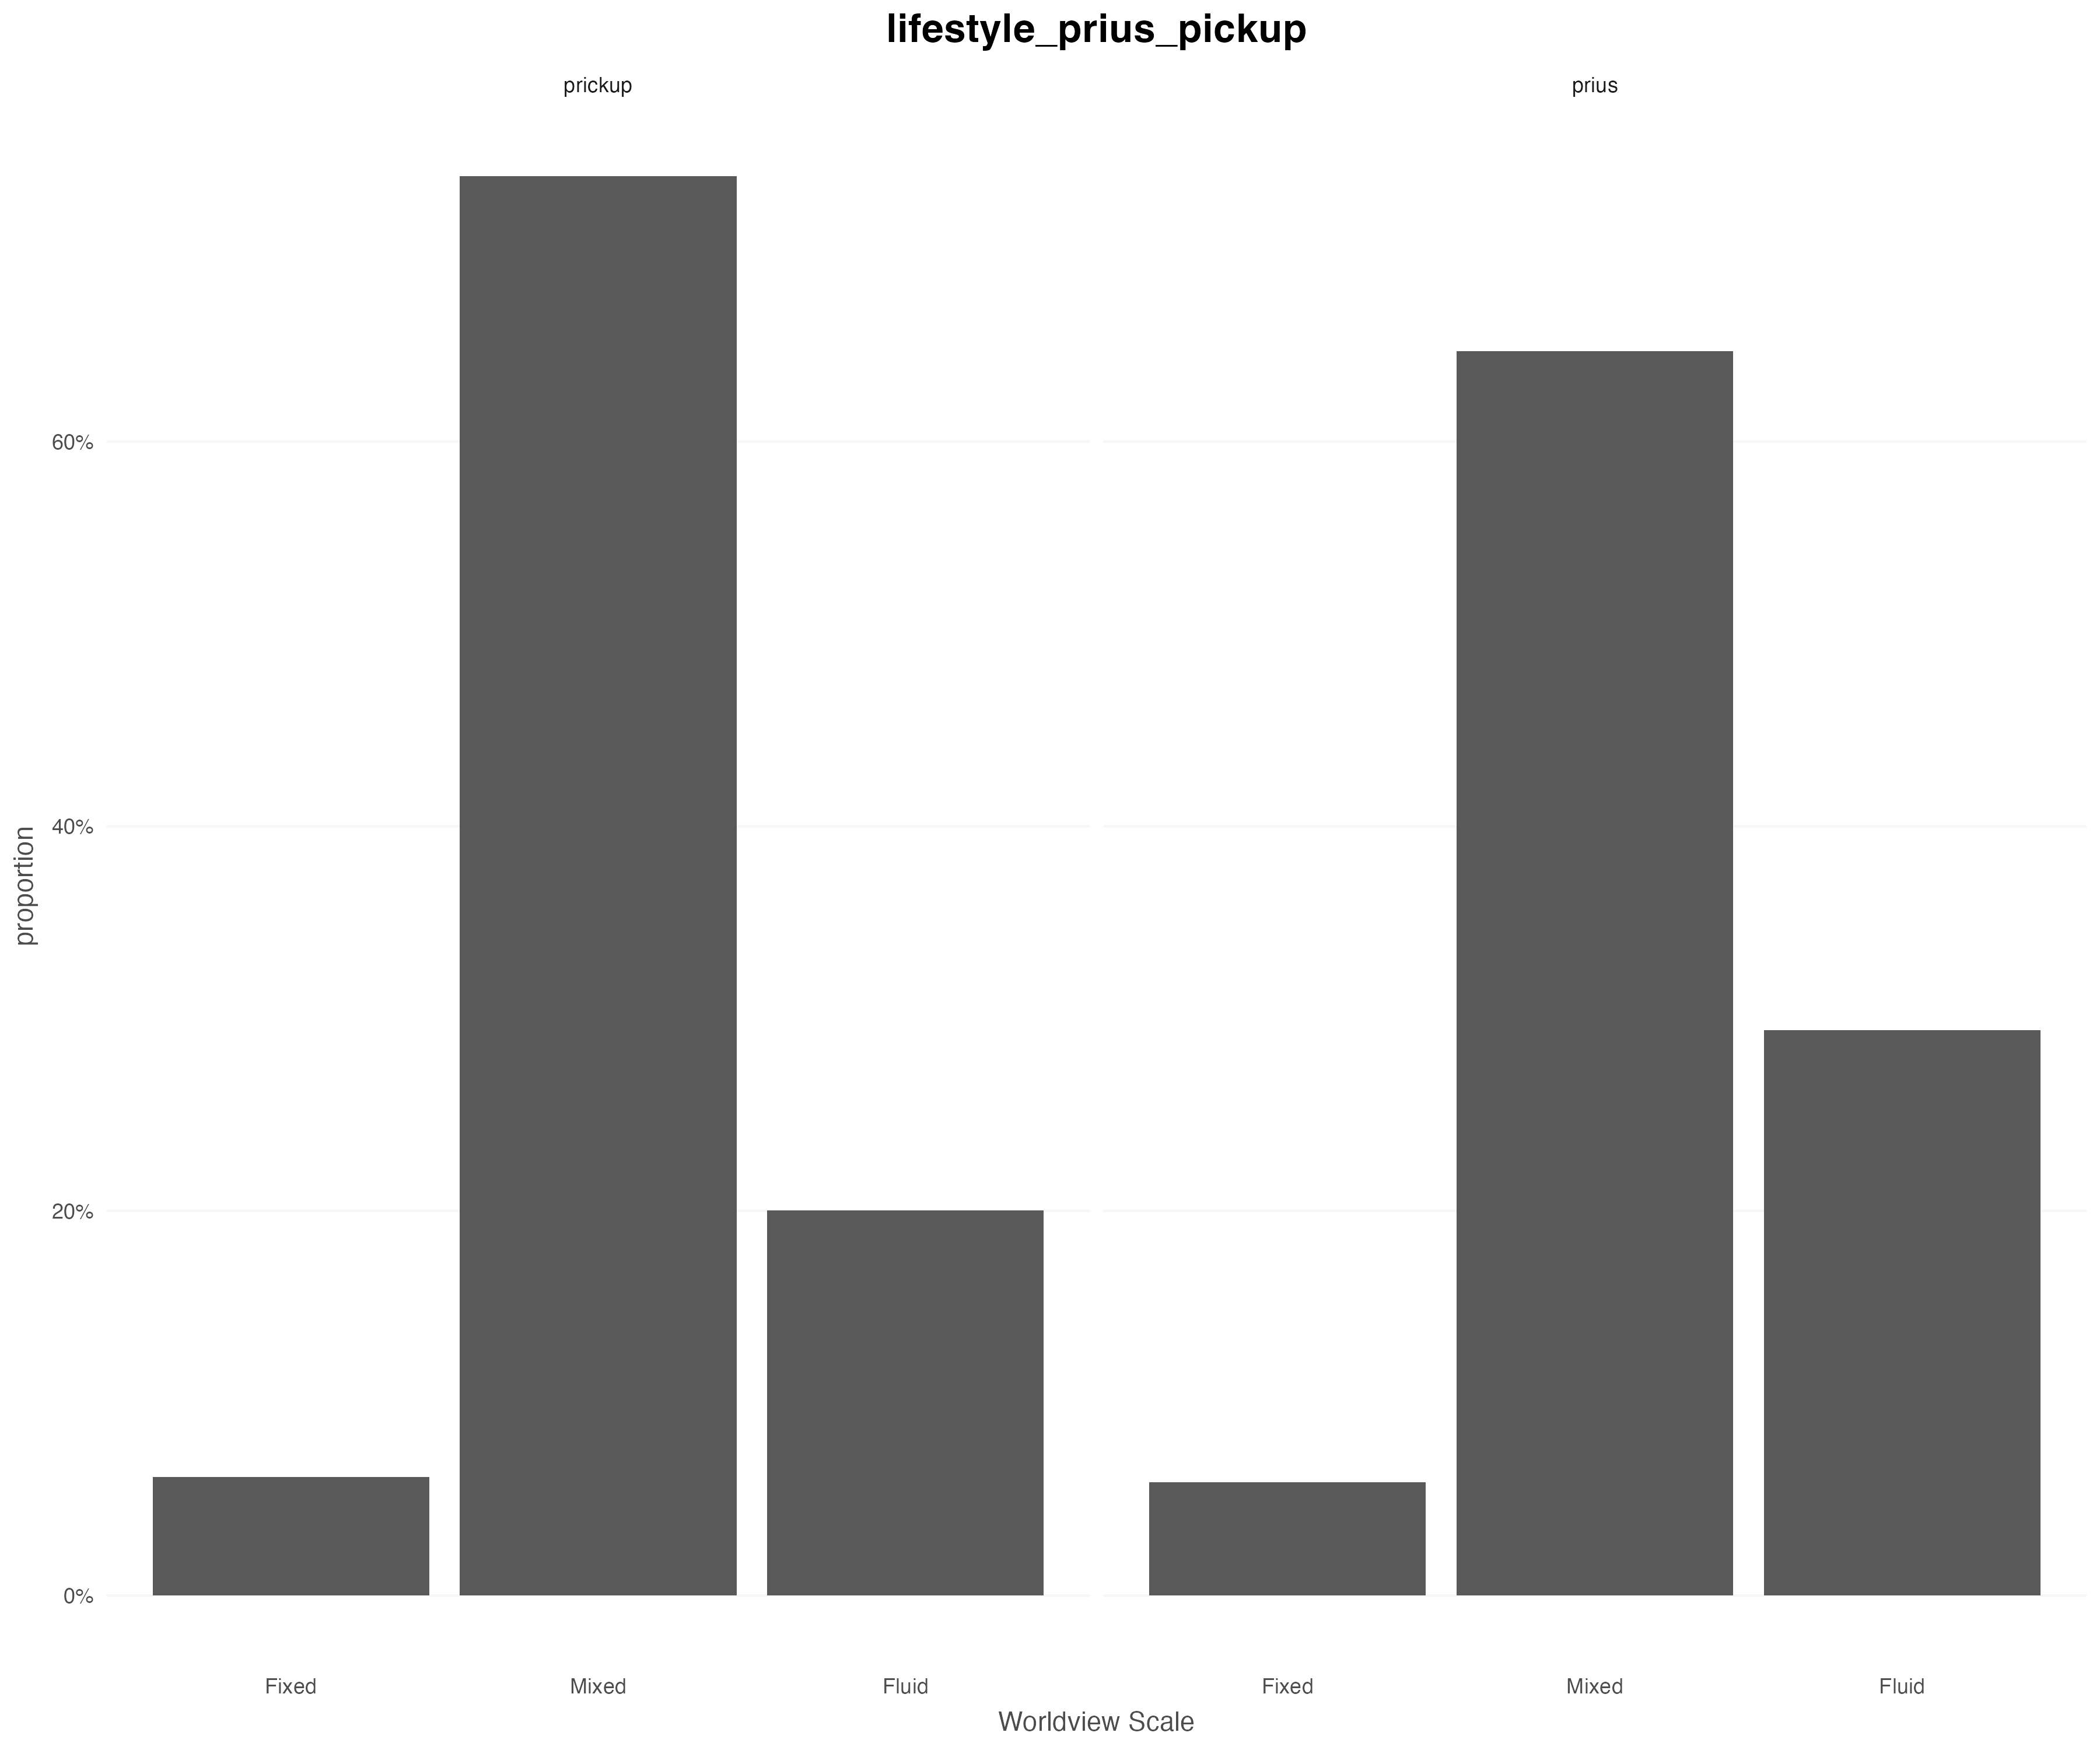 lifestyle_prius_pickup
prickup
prius
60%
40%
20%
0%
proportion
Fixed
Mixed
Fluid
Fixed
Mixed
Fluid
Worldview Scale